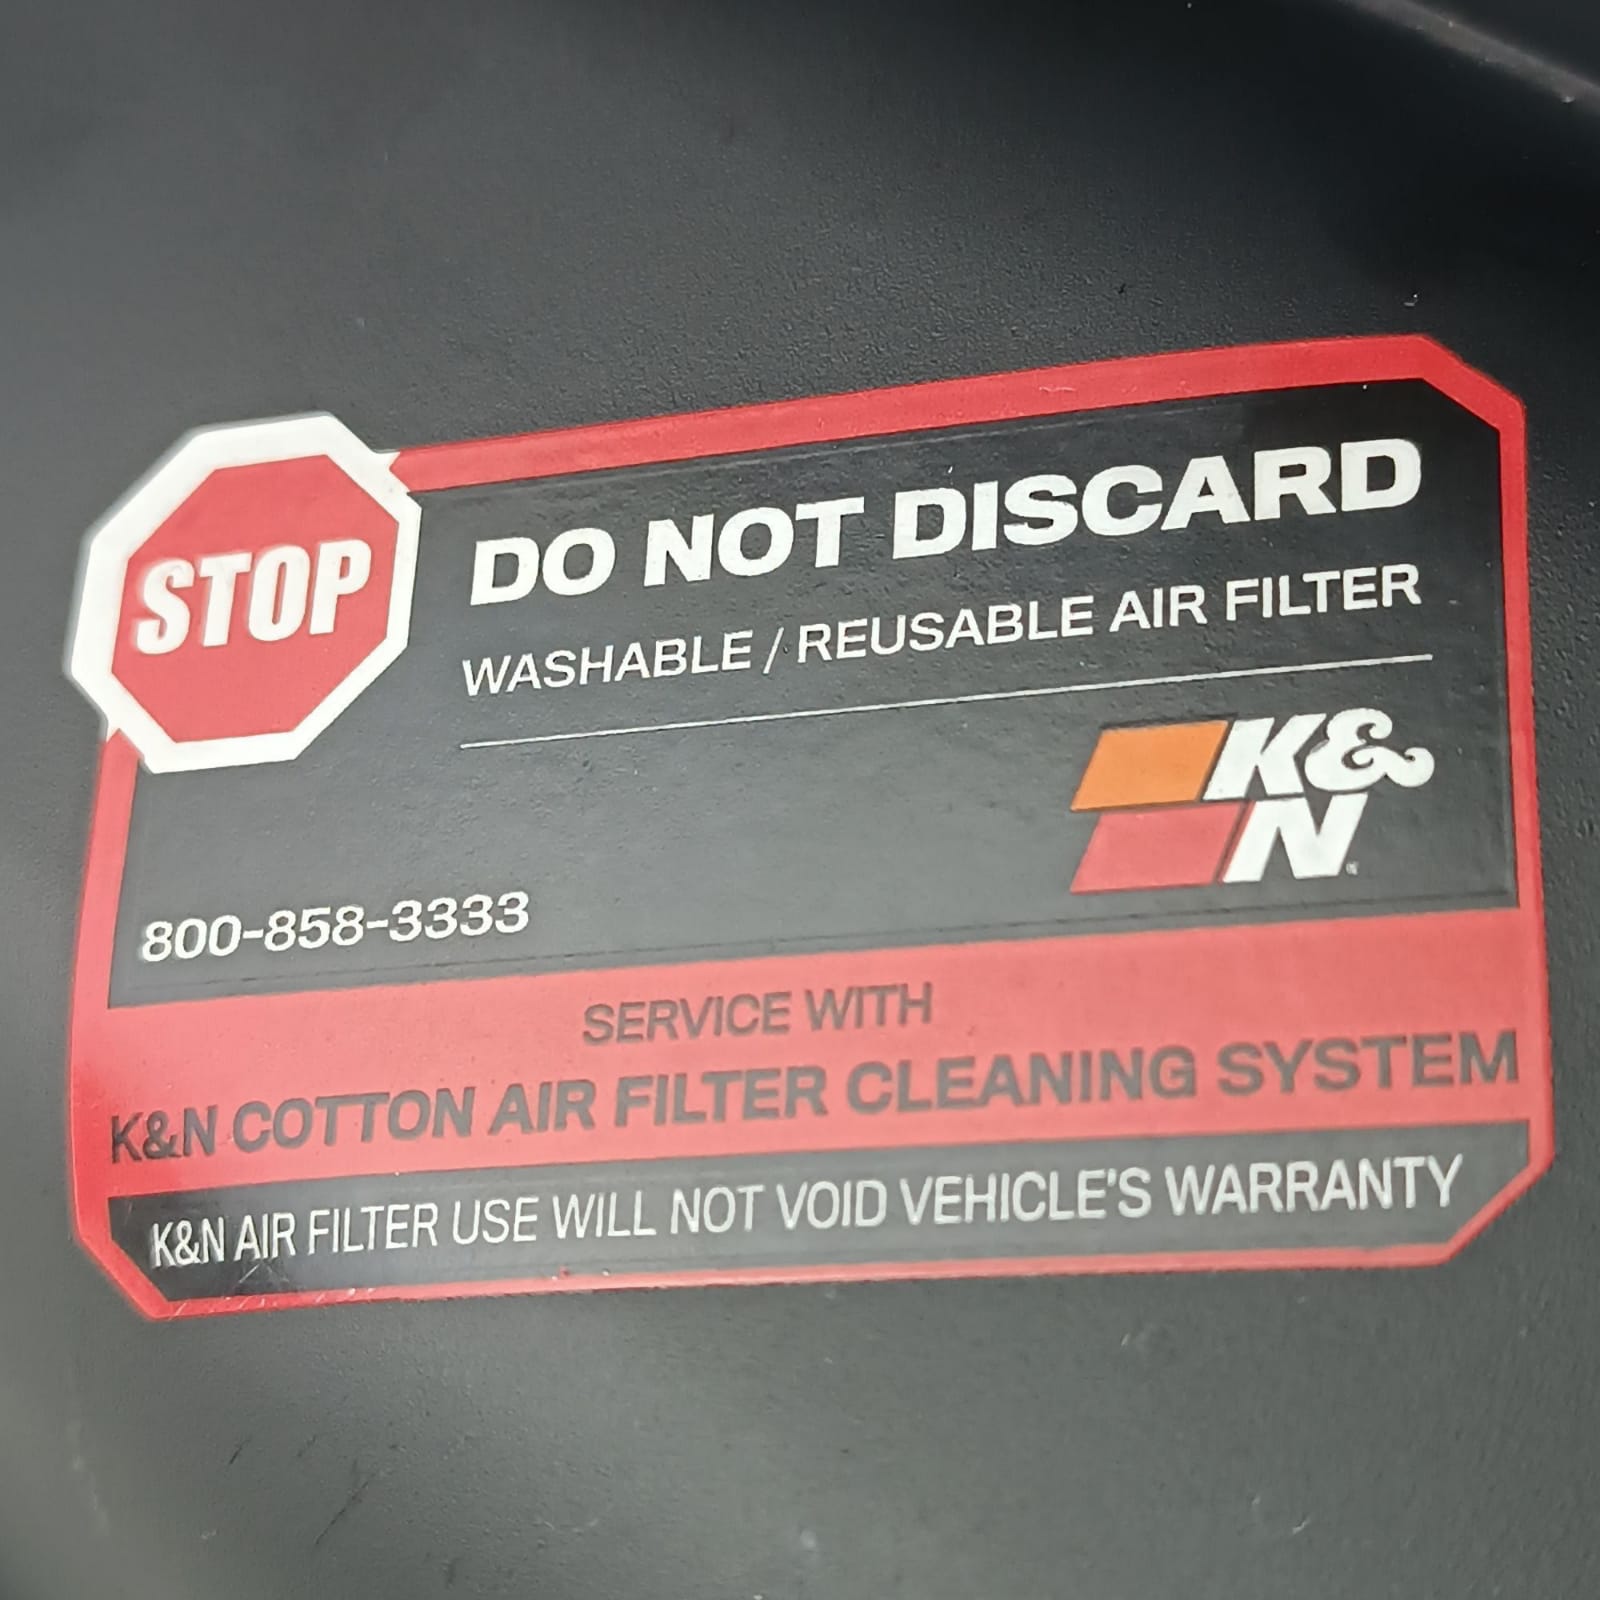 STOP
DO NOT DISCARD
WASHABLE / REUSABLE AIR FILTER
K&
N
800-858-3333
SERVICE WITH
K&N COTTON AIR FILTER CLEANING SYSTEM
K&N AIR FILTER USE WILL NOT VOID VEHICLE'S WARRANTY